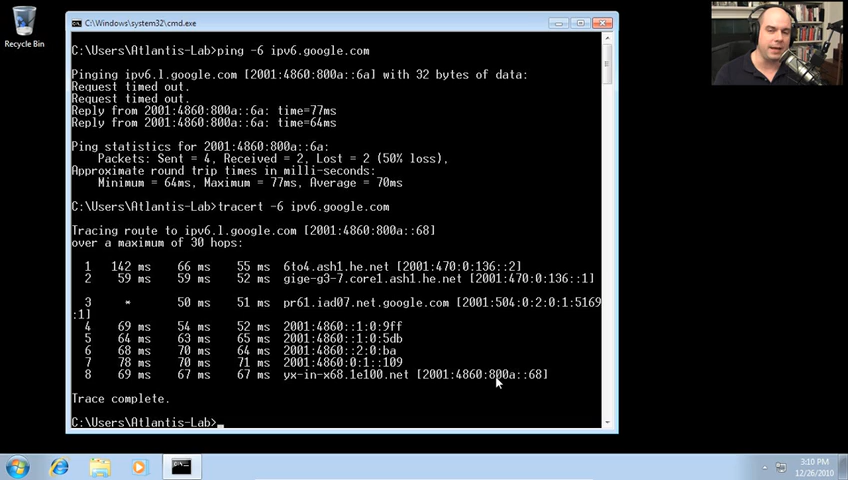 Recycle Bin
C:\Windows\system32\cmd.exe
C:\Users\Atlantis-Lab>ping -6 ipv6.google.com
Pinging ipv6.l.google.com [2001:4860:800a::6a] with 32 bytes of data:
Request timed out.
Request timed out.
Reply from 2001:4860:800a::6a: time=77ms
Reply from 2001:4860:800a::6a: time=64ms
Ping statistics for 2001:4860:800a::6a:
Packets: Sent = 4, Received = 2, Lost = 2 (50% loss),
Approximate round trip times in milli-seconds:
Minimum = 64ms, Maximum = 77ms, Average = 70ms
C:\Users\Atlantis-Lab>tracert -6 ipv6.google.com
Tracing route to ipv6.l.google.com [2001:4860:800a::68]
over a maximum of 30 hops:
1 142 ms 66 ms 55 ms 6to4.ash1.he.net [2001:470:0:136::2]
2 59 ms 59 ms 52 ms gige-g3-7.core1.ash1.he.net [2001:470:0:136::1]
3 * 50 ms 51 ms pr61.iad07.net.google.com [2001:504:0:2:0:1:5169
:1]
4 69 ms 54 ms 52 ms 2001:4860::1:0:9ff
5 64 ms 63 ms 65 ms 2001:4860::1:0:5db
6 68 ms 70 ms 64 ms 2001:4860::2:0:ba
7 78 ms 70 ms 71 ms 2001:4860:0:1::109
8 69 ms 67 ms 67 ms yx-in-x68.1e100.net [2001:4860:800a::68]
Trace complete.
C:\Users\Atlantis-Lab>_
3:10 PM
12/26/2010